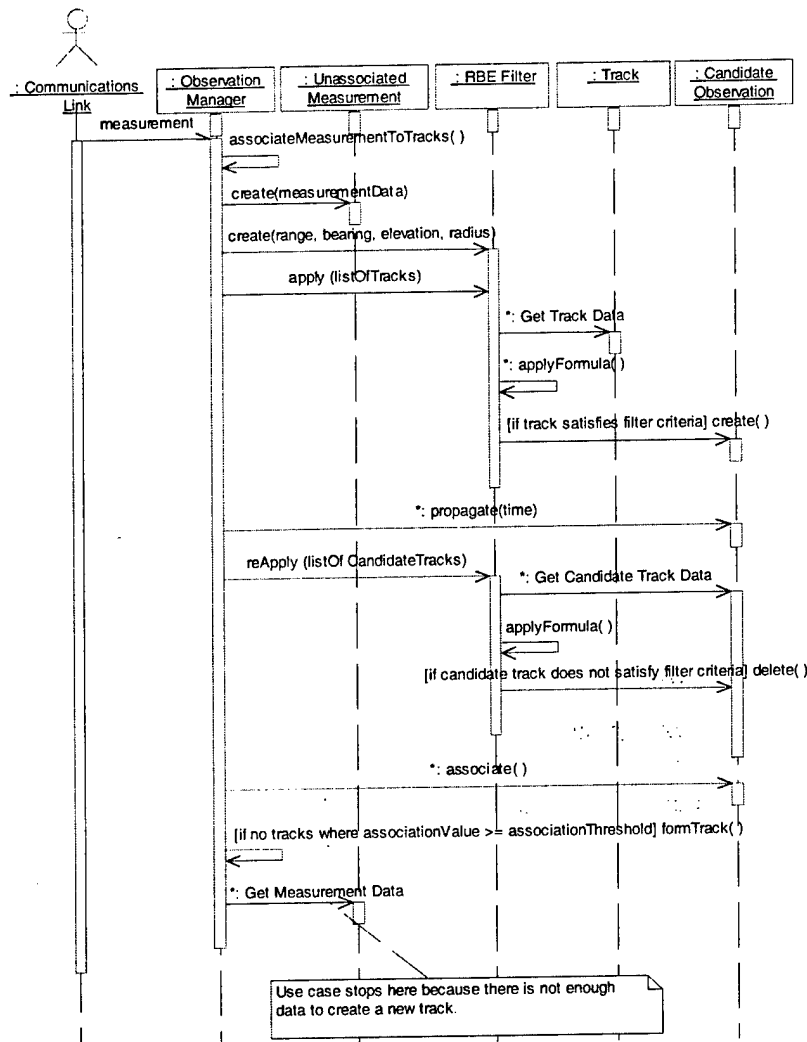 : Communications
Link
: Observation
Manager
: Unassociated
Measurement
: RBE Filter
: Track
: Candidate
Observation
measurement
associateMeasurementToTracks( )
create(measurementData)
create(range, bearing, elevation, radius)
apply (listOfTracks)
*: Get Track Data
*: applyFormula( )
[if track satisfies filter criteria] create( )
*: propagate(time)
reApply (listOf CandidateTracks)
*: Get Candidate Track Data
applyFormula( )
[if candidate track does not satisfy filter criteria] delete( )
*: associate( )
[if no tracks where associationValue >= associationThreshold] formTrack( )
*: Get Measurement Data
Use case stops here because there is not enough
data to create a new track.